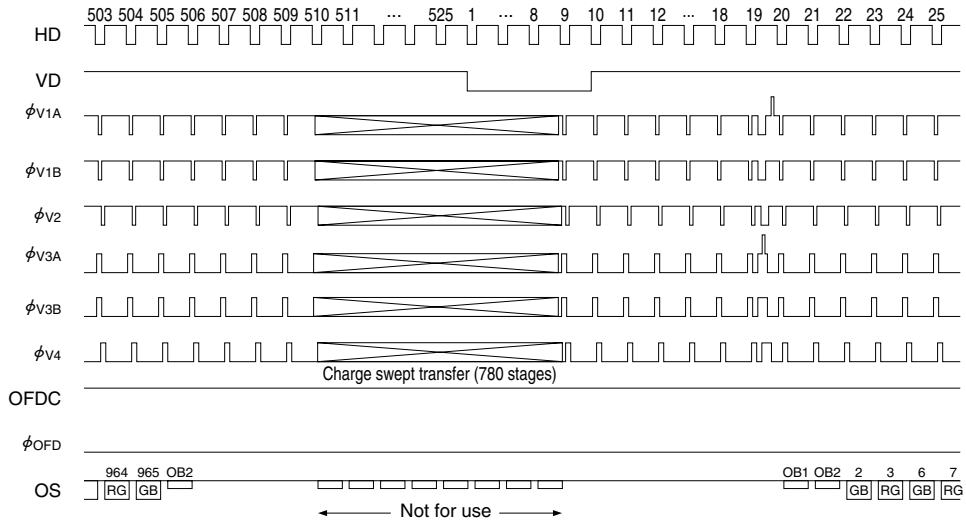 503 504 505 506 507 508 509 510 511 ... 525 1 ... 8 9 10 11 12 ... 18 19 20 21 22 23 24 25
HD
VD
ϕV1A
ϕV1B
ϕV2
ϕV3A
ϕV3B
ϕV4
Charge swept transfer (780 stages)
OFDC
ϕOFD
964 965 OB2 OB1 OB2 2 3 6 7
OS RG GB GB RG GB RG
Not for use